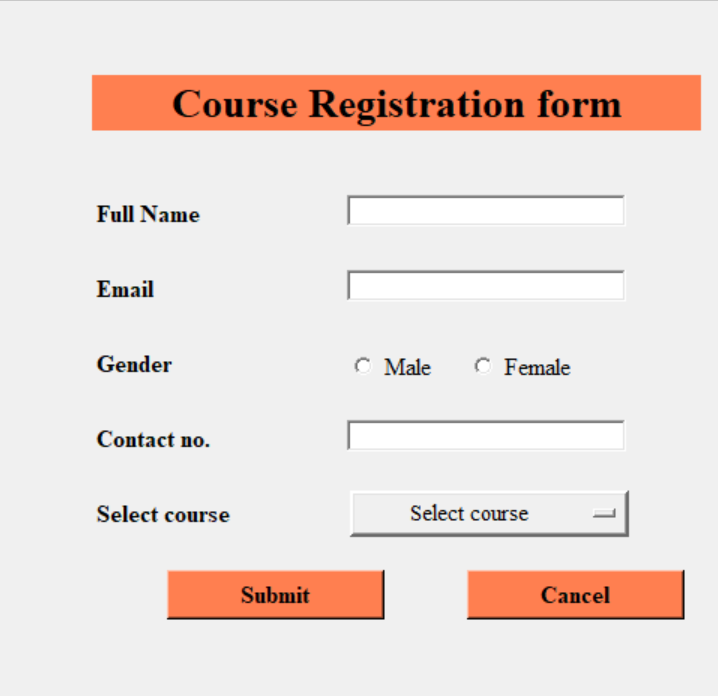 Course Registration form
Full Name
Email
Gender Male Female
Contact no.
Select course Select course
Submit Cancel